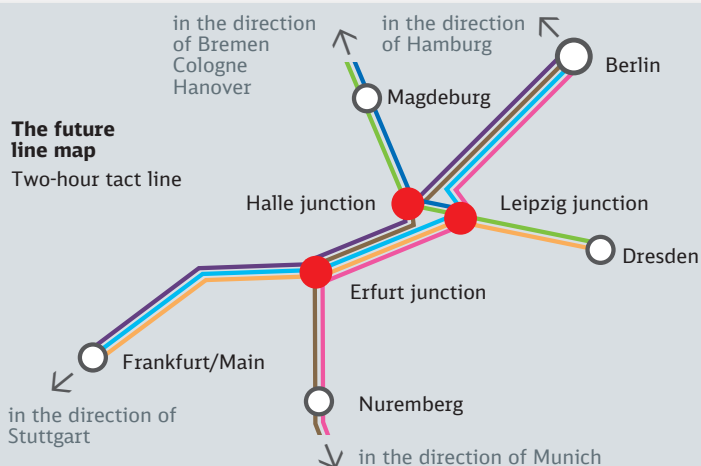 in the direction
of Bremen
Cologne
Hanover
in the direction
of Hamburg
Berlin
Magdeburg
The future
line map
Two-hour tact line
Halle junction
Leipzig junction
Dresden
Erfurt junction
Frankfurt/Main
Nuremberg
in the direction of
Stuttgart
in the direction of Munich